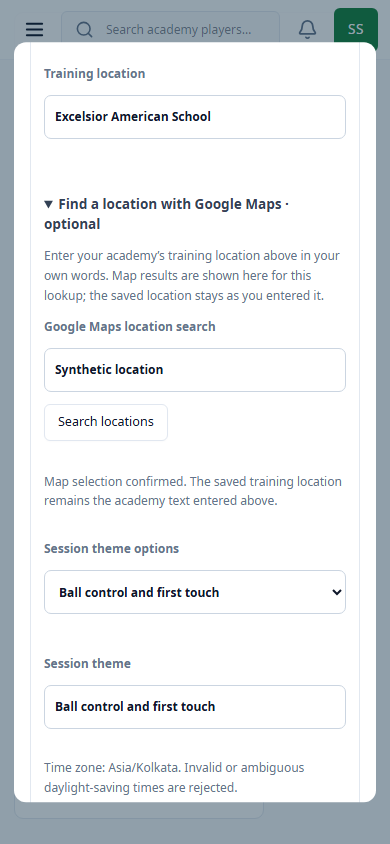 Search academy players...
SS
Training location
Excelsior American School
▼ Find a location with Google Maps ·
optional
Enter your academy’s training location above in your
own words. Map results are shown here for this
lookup; the saved location stays as you entered it.
Google Maps location search
Synthetic location
Search locations
Map selection confirmed. The saved training location
remains the academy text entered above.
Session theme options
Ball control and first touch
Session theme
Ball control and first touch
Time zone: Asia/Kolkata. Invalid or ambiguous
daylight-saving times are rejected.